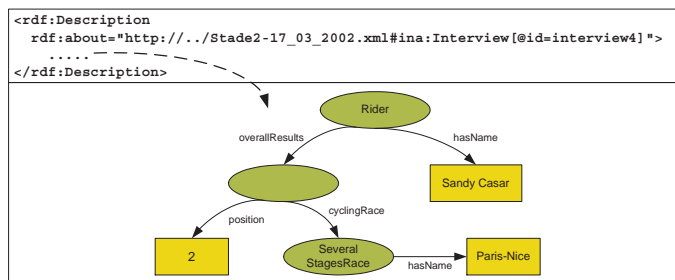 <rdf:Description
rdf:about="http://../Stade2-17_03_2002.xml#ina:Interview[@id=interview4]">
.....
</rdf:Description>
Rider
overallResults
hasName
Sandy Casar
position
cyclingRace
2
Several
StagesRace
hasName
Paris-Nice